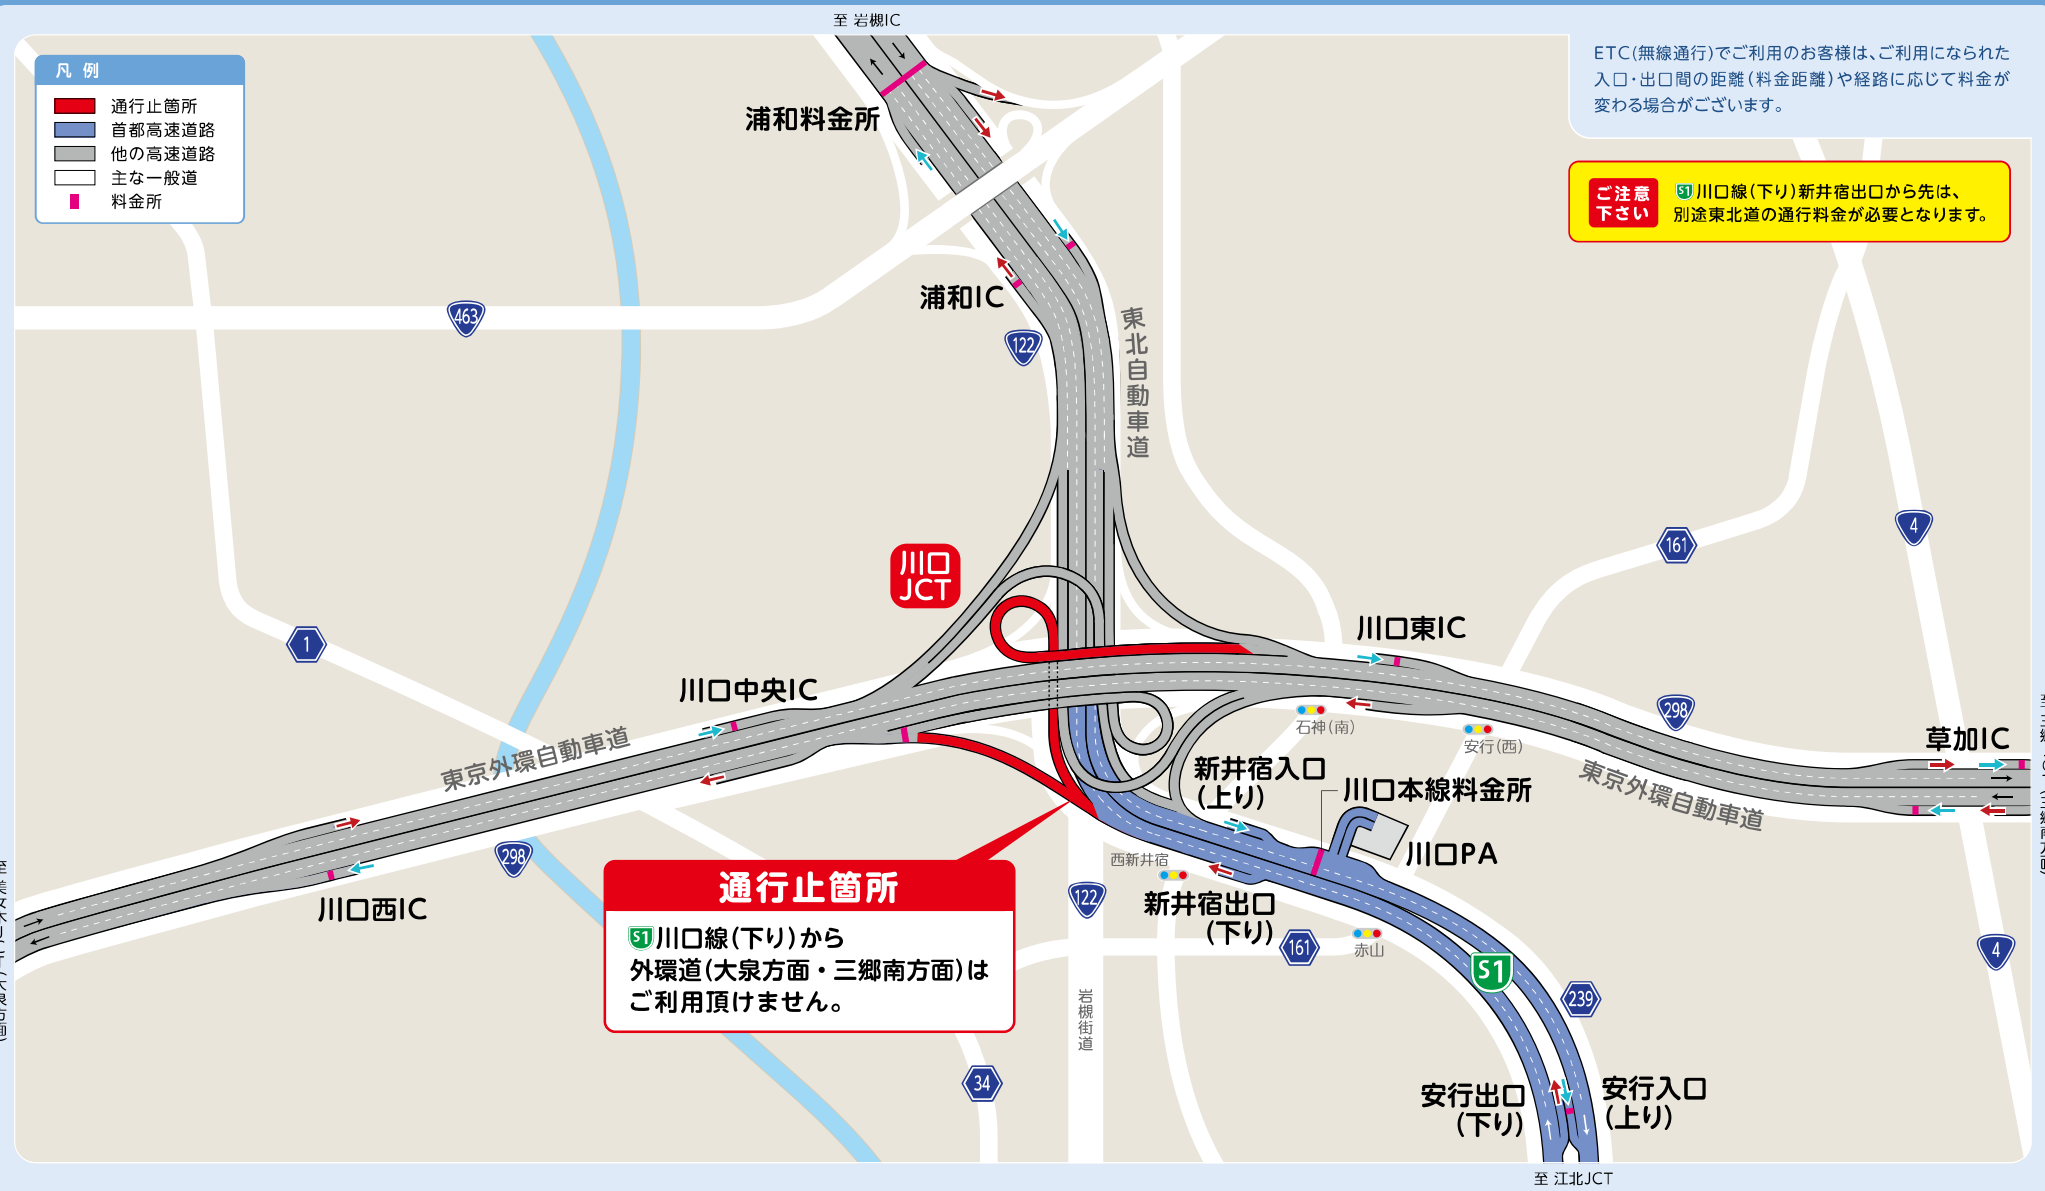 至 岩槻IC
凡 例
通行止箇所
首都高速道路
他の高速道路
主な一般道
料金所
ETC(無線通行)でご利用のお客様は、ご利用になられた
入口・出口間の距離(料金距離)や経路に応じて料金が
変わる場合がございます。
ご注意
下さい
S1 川口線(下り)新井宿出口から先は、
別途東北道の通行料金が必要となります。
浦和料金所
浦和IC
463
122
東北自動車道
161
4
川口
JCT
1
川口東IC
川口中央IC
298
石神(南)
安行(西)
草加IC
東京外環自動車道
東京外環自動車道
新井宿入口
(上り)
川口本線料金所
川口PA
298
西新井宿
122
新井宿出口
(下り)
161
赤山
川口西IC
通行止箇所
S1 川口線(下り)から
外環道(大泉方面・三郷南方面)は
ご利用頂けません。
4
S1
239
岩槻街道
34
安行出口
(下り)
安行入口
(上り)
至 江北JCT